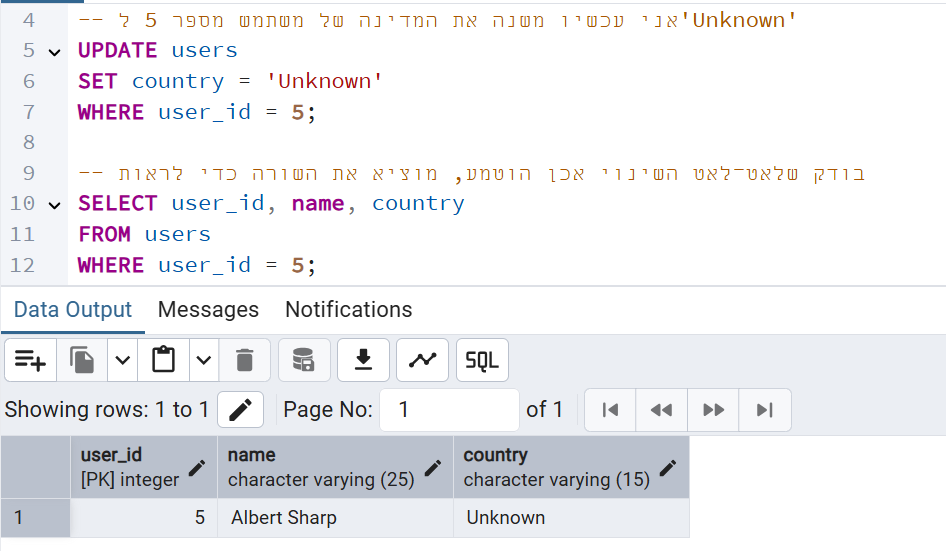 4 -- אני עכשיו משנה את המדינה של משתמש מספר 5 ל'Unknown'
5 UPDATE users
6 SET country = 'Unknown'
7 WHERE user_id = 5;
8
9 -- בודק שלאט־לאט השינוי אכן הוטמע, מוציא את השורה כדי לראות
10 SELECT user_id, name, country
11 FROM users
12 WHERE user_id = 5;
Data Output Messages Notifications
SQL
Showing rows: 1 to 1 Page No: 1 of 1
user_id name country
[PK] integer character varying (25) character varying (15)
1 5 Albert Sharp Unknown